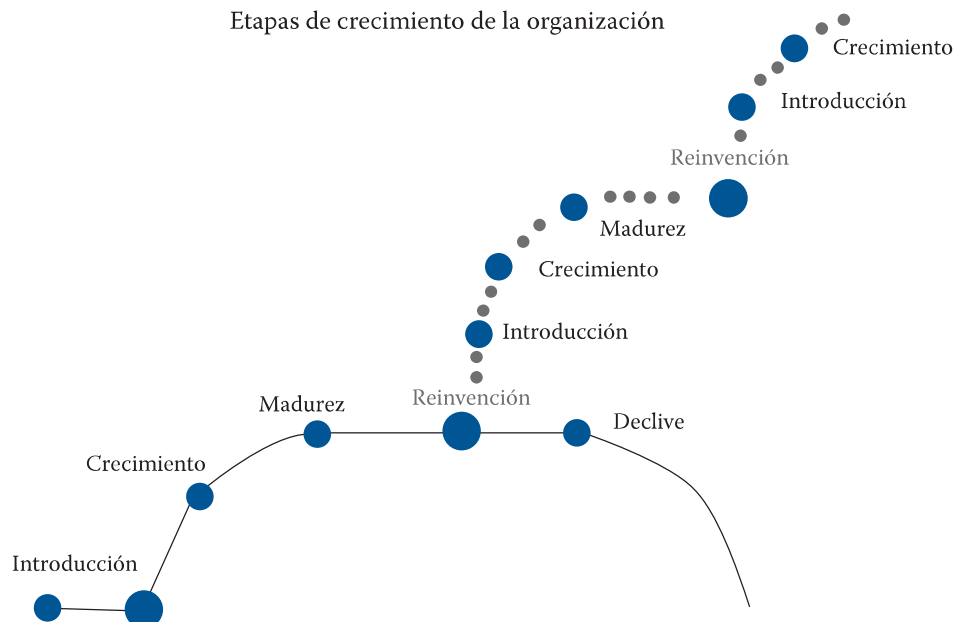 Etapas de crecimiento de la organización
Crecimiento
Introducción
Reinvención
Madurez
Crecimiento
Introducción
Reinvención
Madurez
Declive
Crecimiento
Introducción